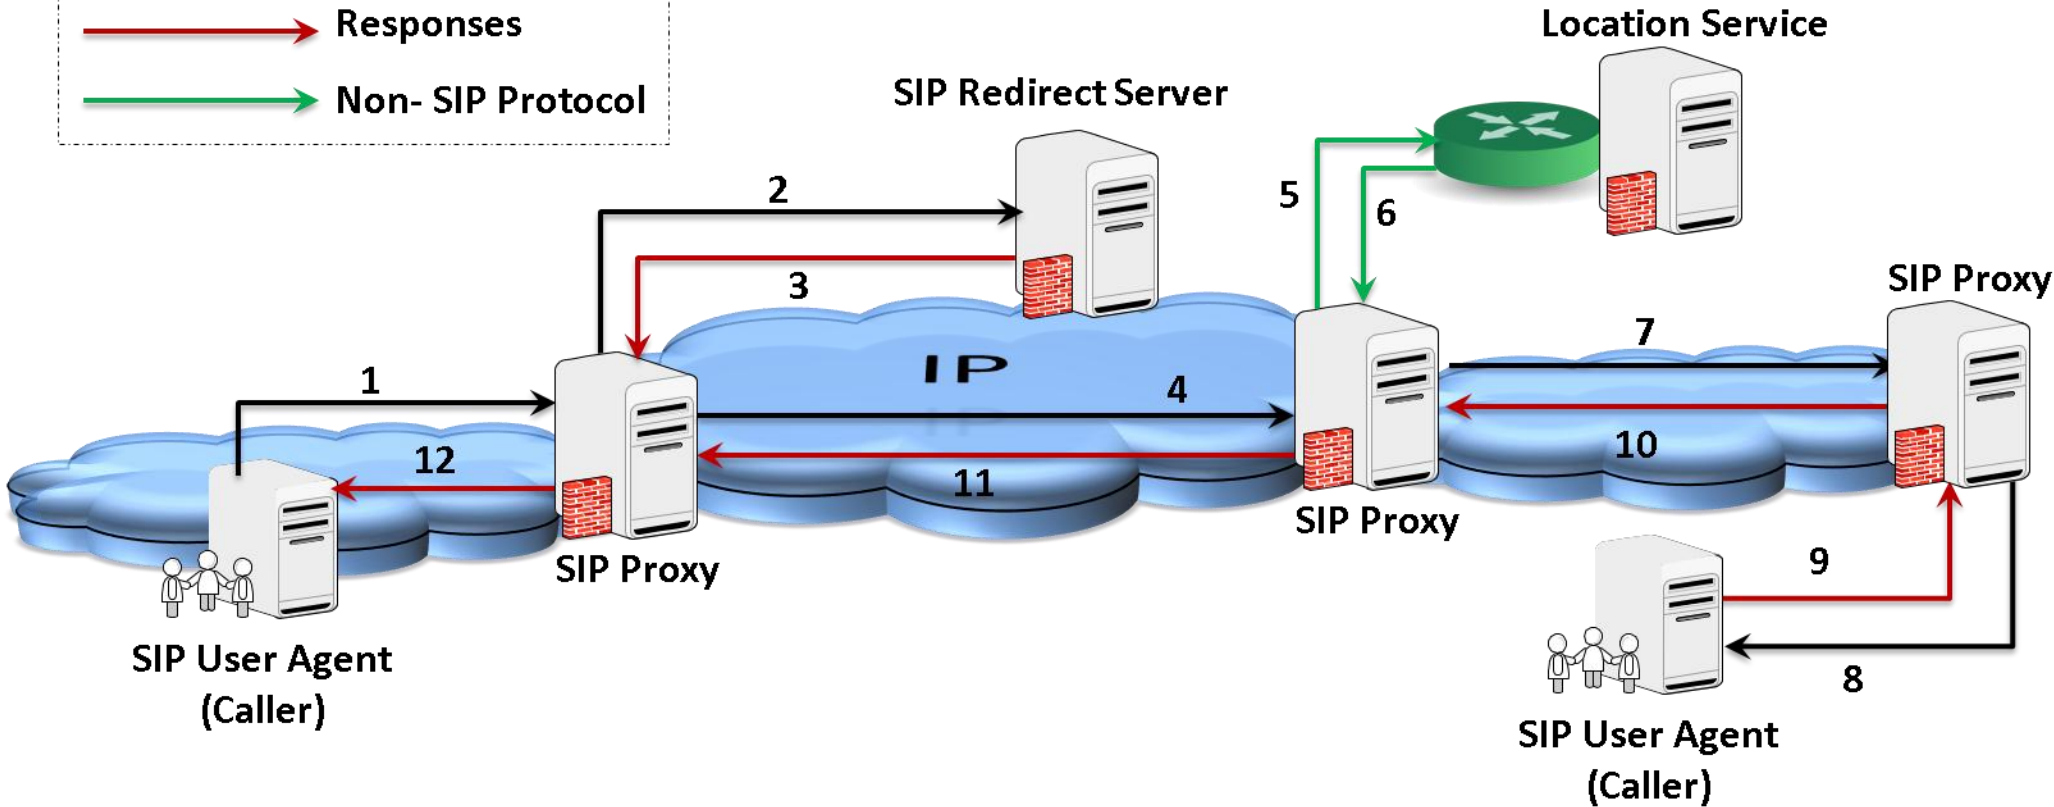 Responses
Non- SIP Protocol
Location Service
SIP Redirect Server
2
3
5
6
SIP Proxy
IP
1
4
7
12
11
10
SIP Proxy
SIP Proxy
9
8
SIP User Agent
(Caller)
SIP User Agent
(Caller)